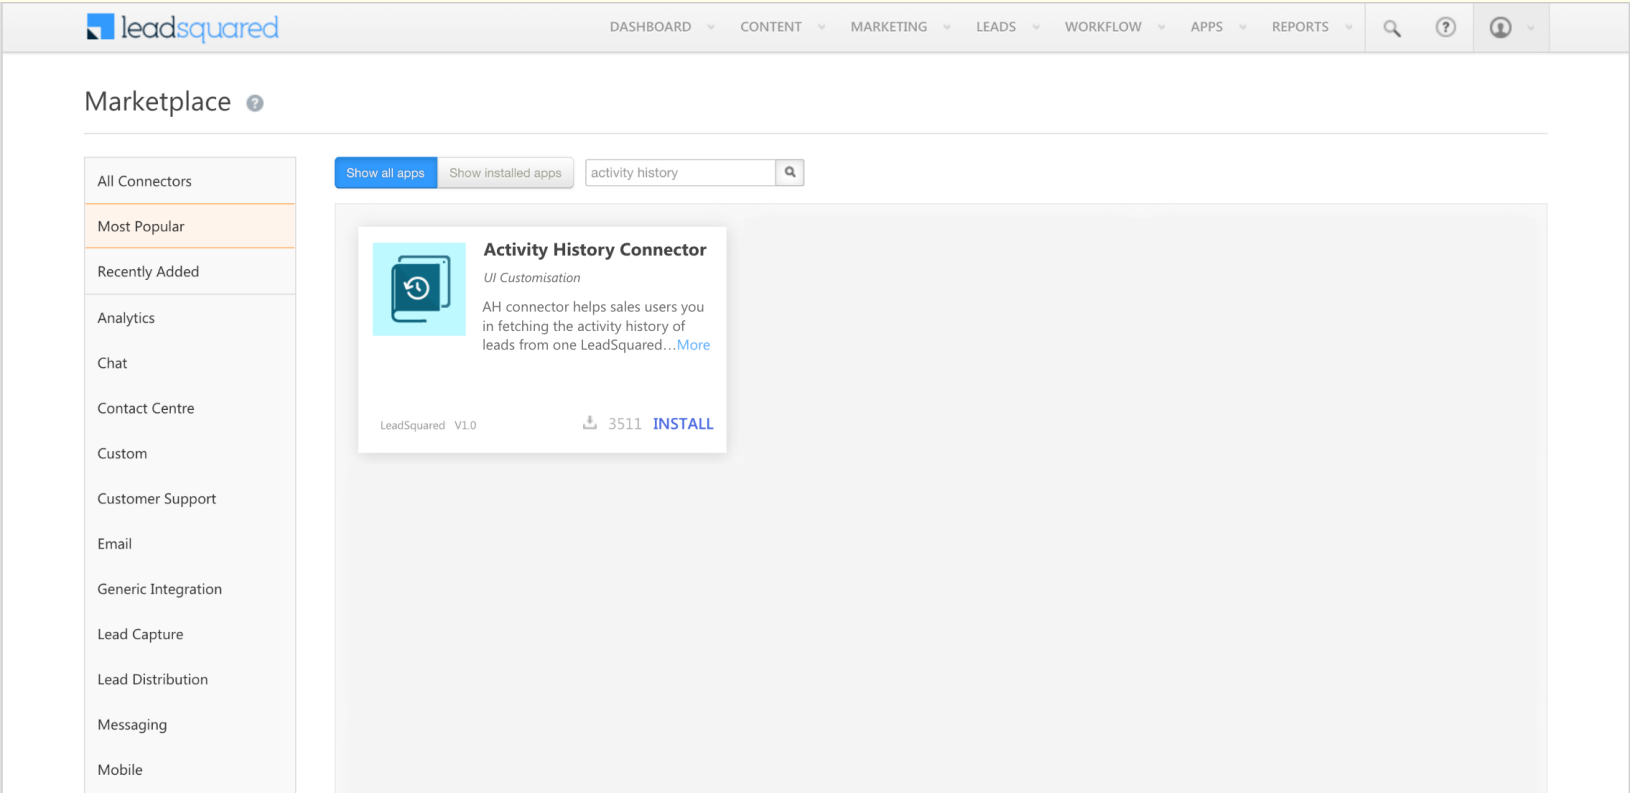 leadsquared
DASHBOARD CONTENT MARKETING LEADS WORKFLOW APPS REPORTS ?
Marketplace ?
All Connectors
Most Popular
Recently Added
Analytics
Chat
Contact Centre
Custom
Customer Support
Email
Generic Integration
Lead Capture
Lead Distribution
Messaging
Mobile
Show all apps Show installed apps activity history
Activity History Connector
UI Customisation
AH connector helps sales users you
in fetching the activity history of
leads from one LeadSquared...More
LeadSquared V1.0 3511 INSTALL